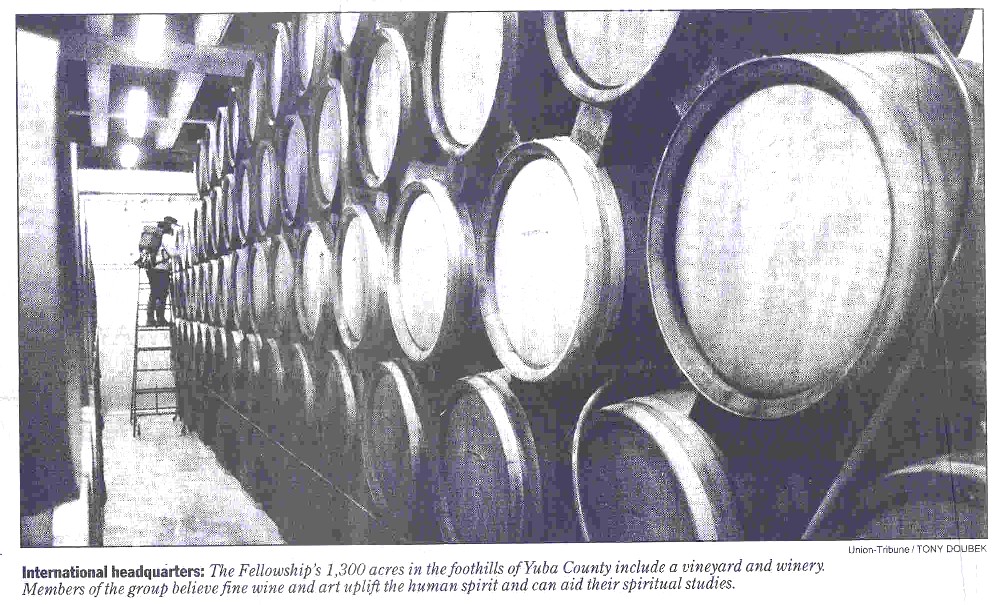 Union-Tribune / TONY DOUBEK
International headquarters: The Fellowship's 1,300 acres in the foothills of Yuba County include a vineyard and winery.
Members of the group believe fine wine and art uplift the human spirit and can aid their spiritual studies.